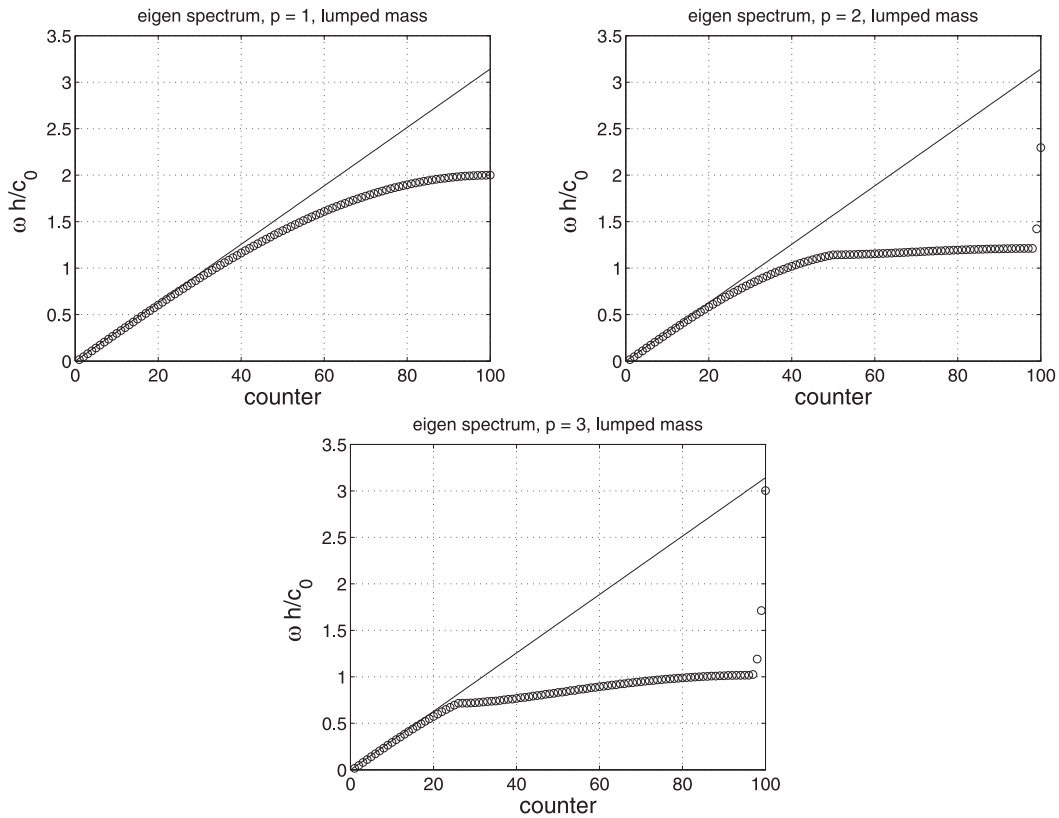 eigen spectrum, p = 1, lumped mass
3.5
3
2.5
2
1.5
1
0.5
0
ω h/c₀
0 20 40 60 80 100
counter
eigen spectrum, p = 2, lumped mass
3.5
3
2.5
2
1.5
1
0.5
0
ω h/c₀
0 20 40 60 80 100
counter
eigen spectrum, p = 3, lumped mass
3.5
3
2.5
2
1.5
1
0.5
0
ω h/c₀
0 20 40 60 80 100
counter